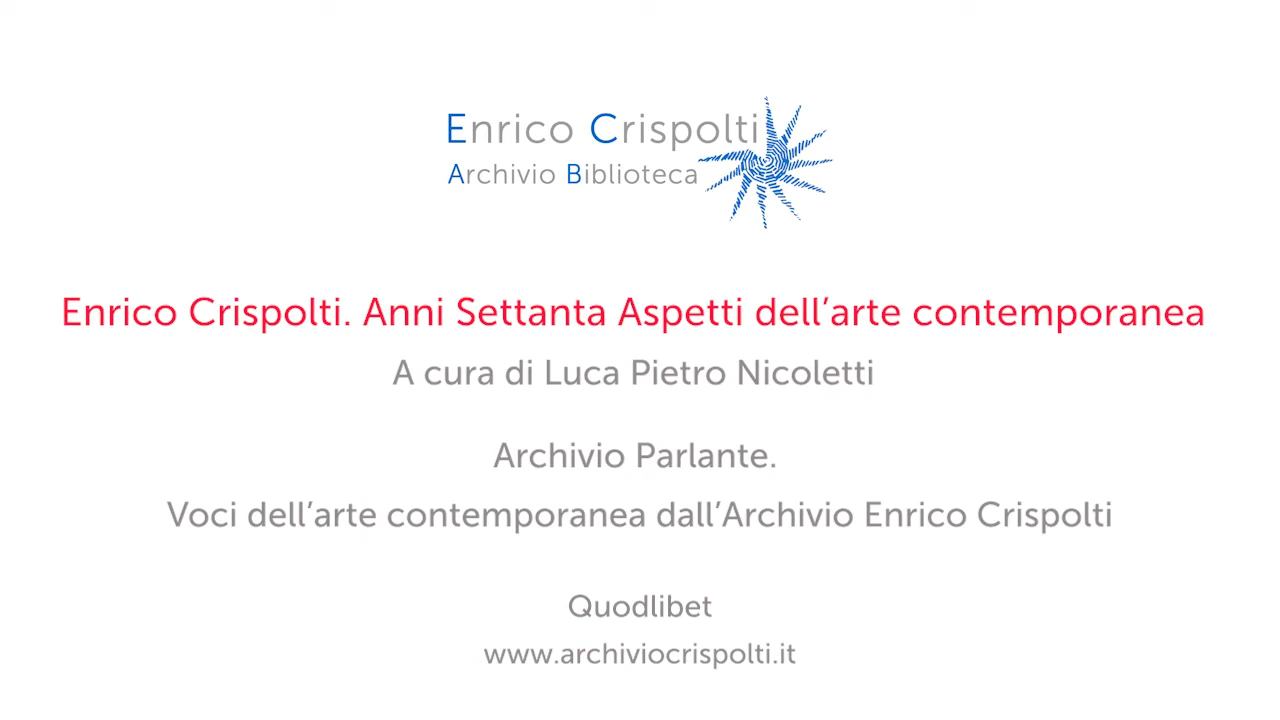 Enrico Crispolti
Archivio Biblioteca
Enrico Crispolti. Anni Settanta Aspetti dell’arte contemporanea
A cura di Luca Pietro Nicoletti
Archivio Parlante.
Voci dell’arte contemporanea dall’Archivio Enrico Crispolti
Quodlibet
www.archiviocrispolti.it